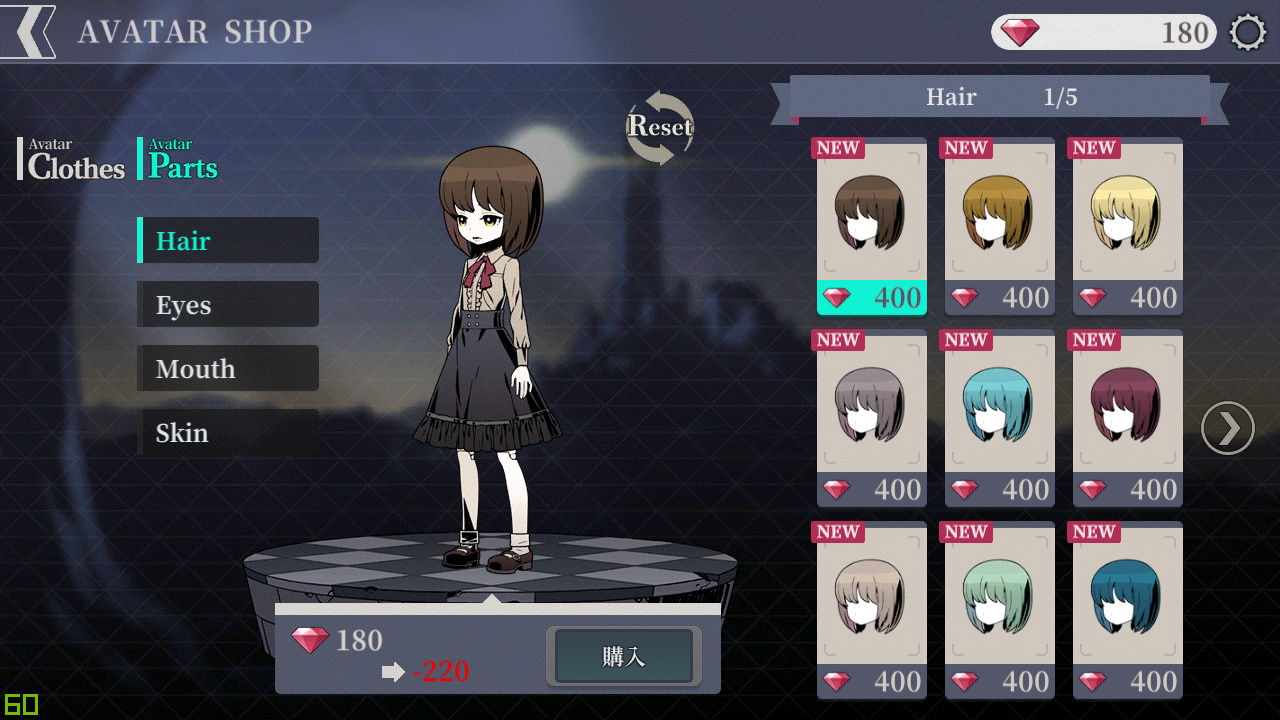 AVATAR SHOP
180
Hair 1/5
Reset
Avatar
Clothes
Avatar
Parts
Hair
Eyes
Mouth
Skin
NEW NEW NEW
400 400 400
NEW NEW NEW
400 400 400
NEW NEW NEW
400 400 400
180
-220
購入
60